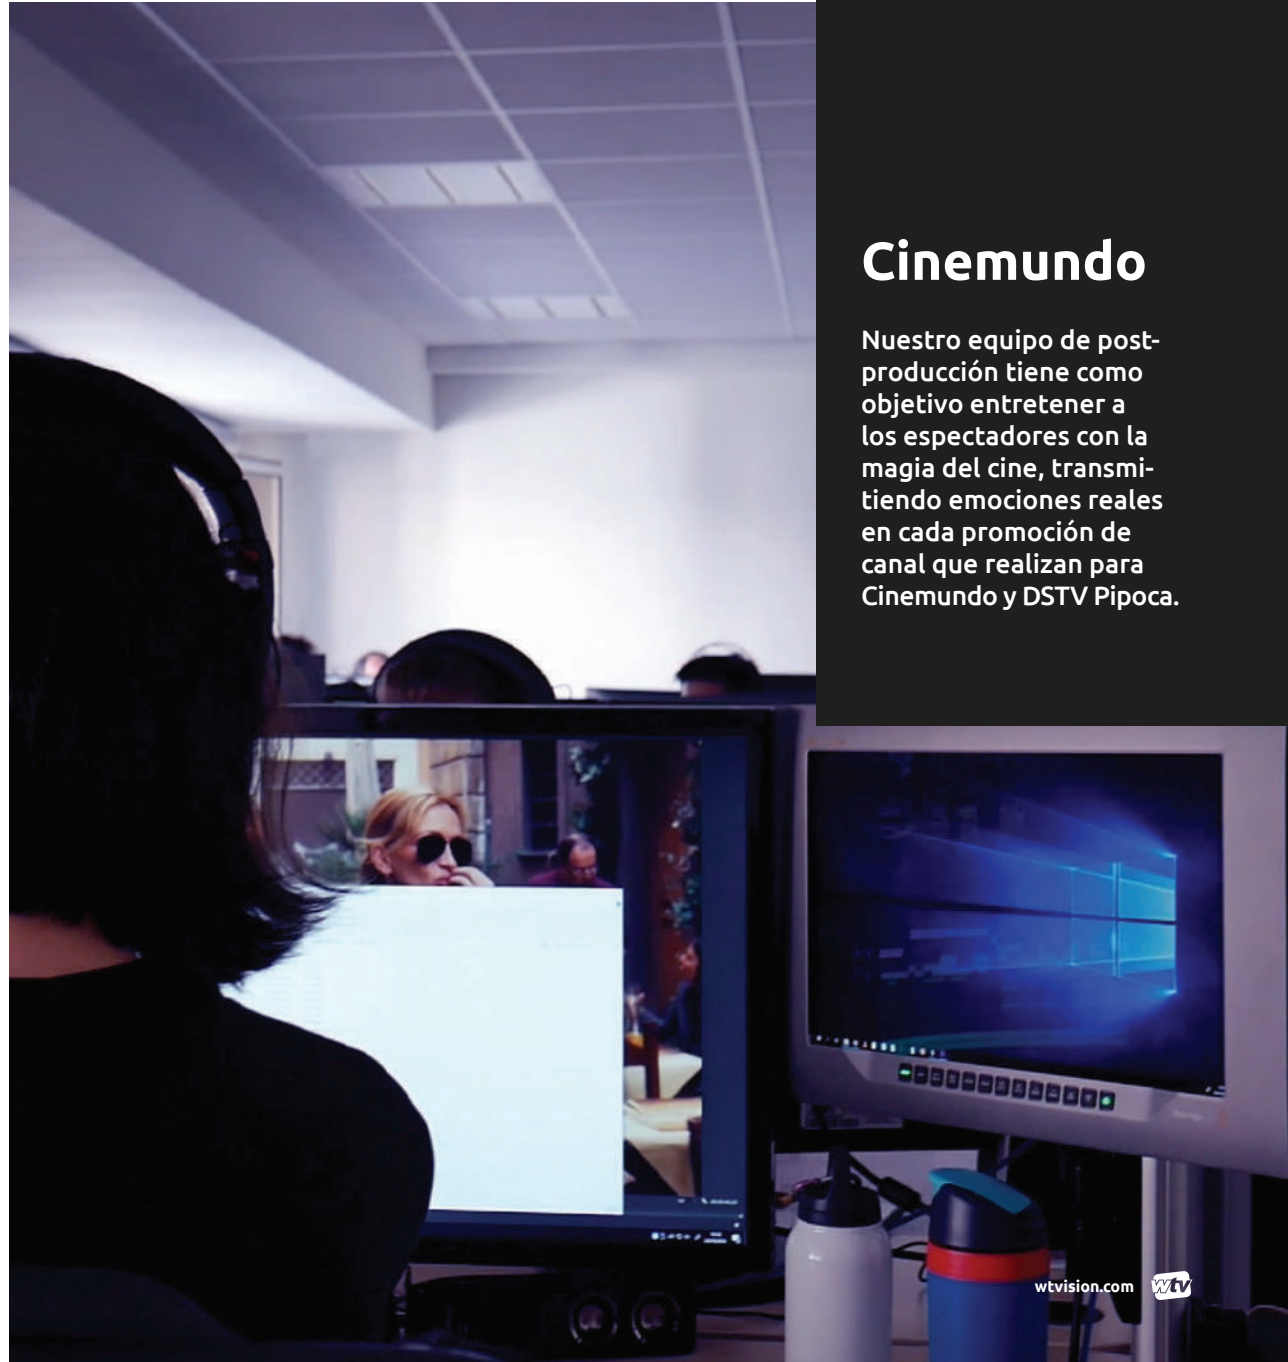 Cinemundo
Nuestro equipo de post-
producción tiene como
objetivo entretener a
los espectadores con la
magia del cine, transmi-
tiendo emociones reales
en cada promoción de
canal que realizan para
Cinemundo y DSTV Pipoca.
wtvision.com wtv